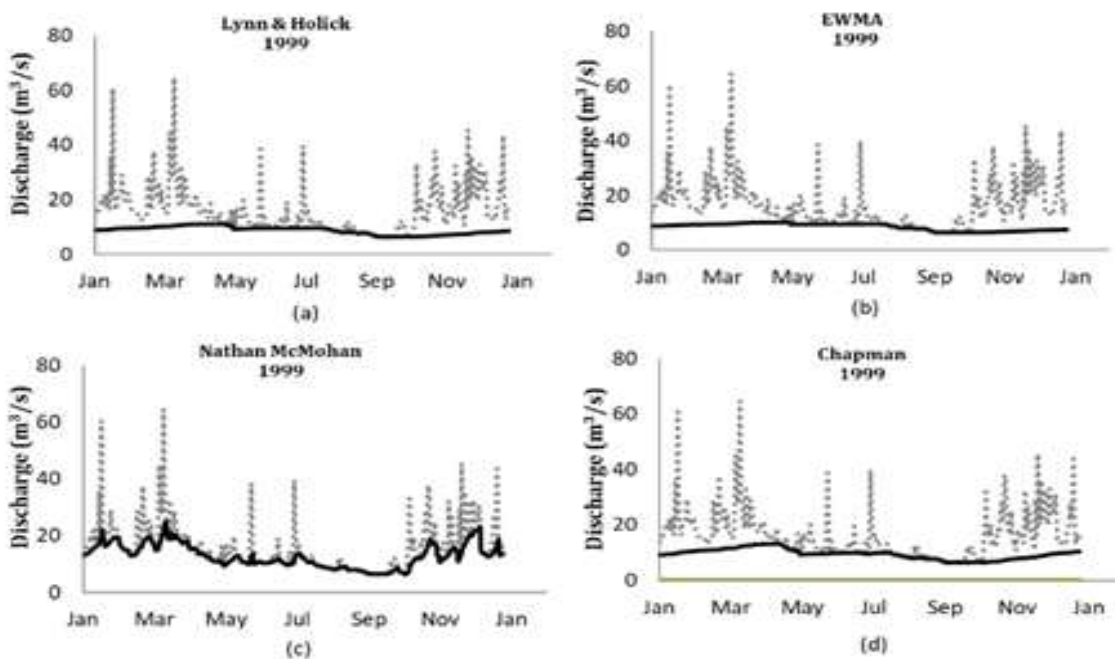 Lynn & Holick
1999
Discharge (m³/s)
80
60
40
20
0
Jan Mar May Jul Sep Nov Jan
(a)
EWMA
1999
Discharge (m³/s)
80
60
40
20
0
Jan Mar May Jul Sep Nov Jan
(b)
Nathan McMohan
1999
Discharge (m³/s)
80
60
40
20
0
Jan Mar May Jul Sep Nov Jan
(c)
Chapman
1999
Discharge (m³/s)
80
60
40
20
0
Jan Mar May Jul Sep Nov Jan
(d)